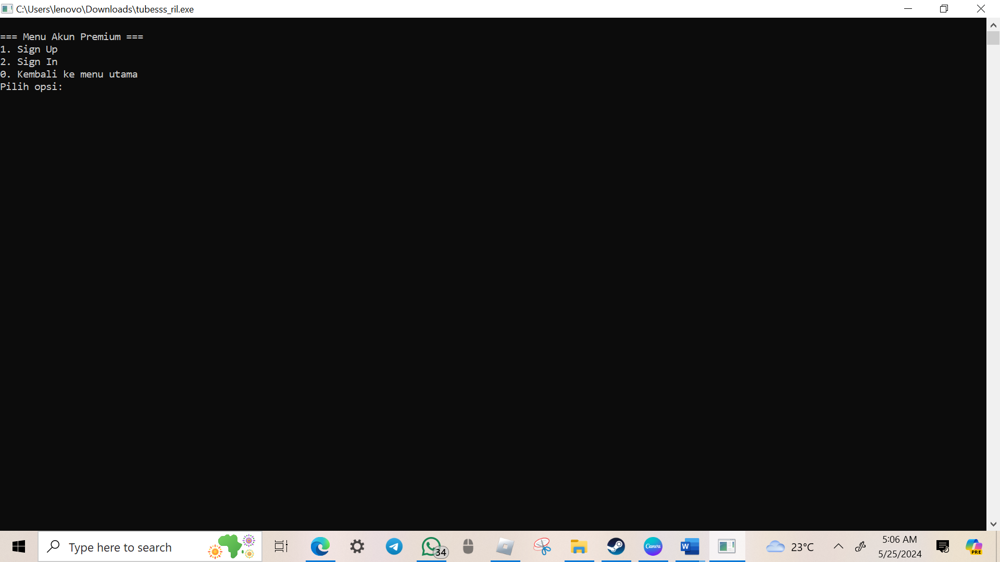 C:\Users\lenovo\Downloads\tubesss_ril.exe
=== Menu Akun Premium ===
1. Sign Up
2. Sign In
0. Kembali ke menu utama
Pilih opsi:
Type here to search
34
Canva
W
23°C
5:06 AM
5/25/2024
PRE